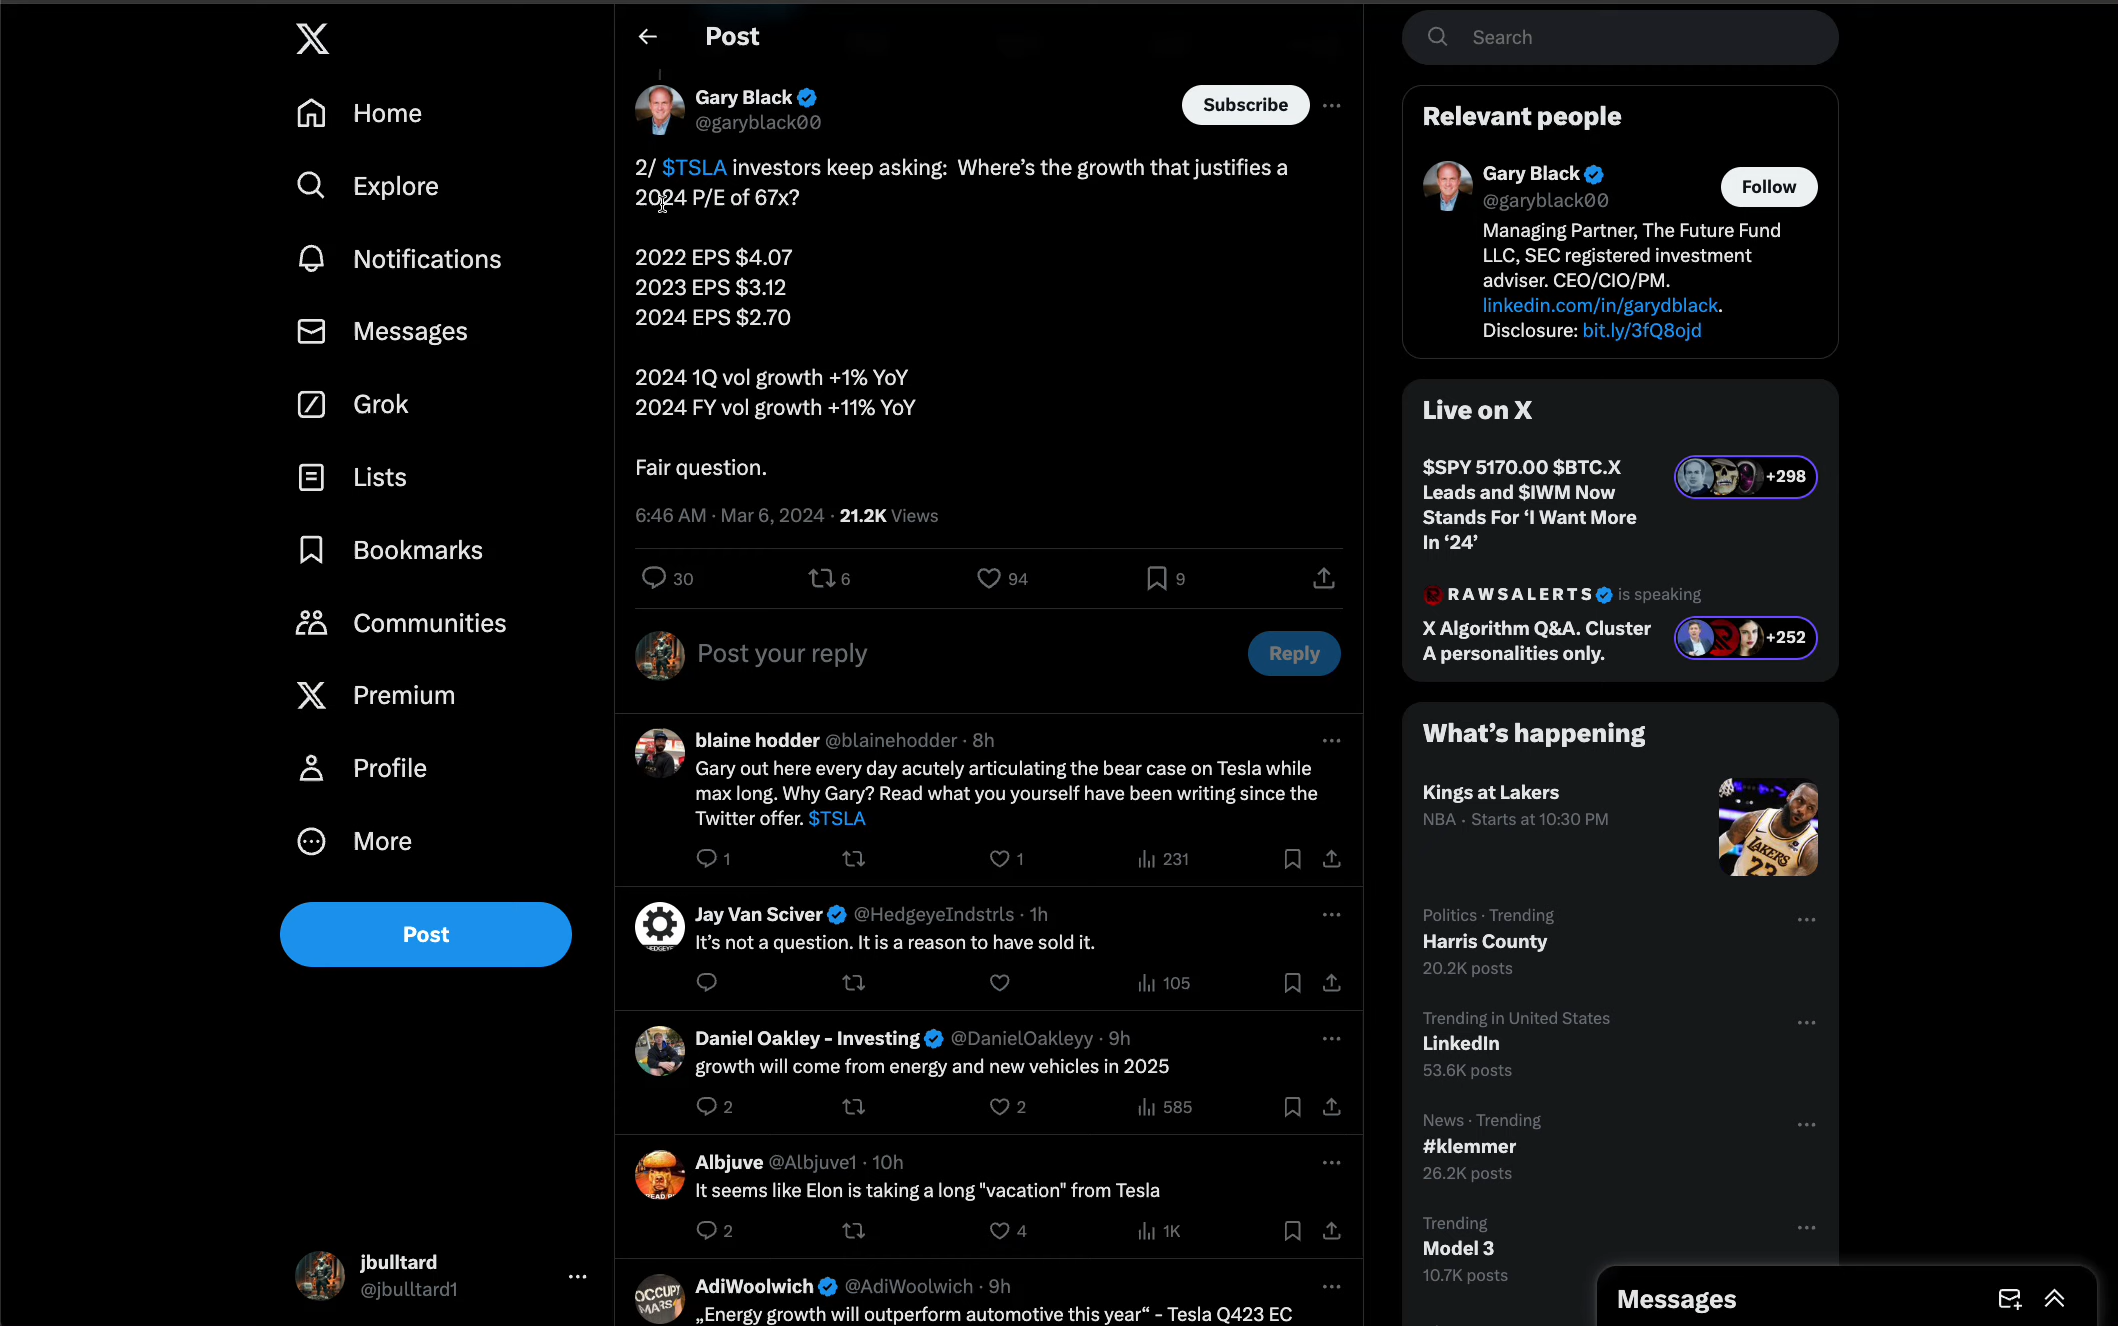 Home
Explore
Notifications
Messages
Grok
Lists
Bookmarks
Communities
Premium
Profile
More
Post
jbulltard
@jbulltard1
Post
Gary Black
@garyblack00
Subscribe
2/ $TSLA investors keep asking:  Where’s the growth that justifies a
2024 P/E of 67x?
2022 EPS $4.07
2023 EPS $3.12
2024 EPS $2.70
2024 1Q vol growth +1% YoY
2024 FY vol growth +11% YoY
Fair question.
6:46 AM · Mar 6, 2024 · 21.2K Views
30 6 94 9
Post your reply
Reply
blaine hodder @blainehodder · 8h
Gary out here every day acutely articulating the bear case on Tesla while
max long. Why Gary? Read what you yourself have been writing since the
Twitter offer. $TSLA
1 1 231
Jay Van Sciver @HedgeyeIndstrls · 1h
It’s not a question. It is a reason to have sold it.
105
Daniel Oakley - Investing @DanielOakleyy · 9h
growth will come from energy and new vehicles in 2025
2 2 585
Albjuve @Albjuve1 · 10h
It seems like Elon is taking a long "vacation" from Tesla
2 4 1K
OCCUPY
MARS
AdiWoolwich @AdiWoolwich · 9h
„Energy growth will outperform automotive this year“ - Tesla Q423 EC
Search
Relevant people
Gary Black
@garyblack00
Follow
Managing Partner, The Future Fund
LLC, SEC registered investment
adviser. CEO/CIO/PM.
linkedin.com/in/garydblack.
Disclosure: bit.ly/3fQ8ojd
Live on X
$SPY 5170.00 $BTC.X
Leads and $IWM Now
Stands For ‘I Want More
In ‘24’
+298
RAWSALERTS is speaking
X Algorithm Q&A. Cluster
A personalities only.
+252
What’s happening
Kings at Lakers
NBA · Starts at 10:30 PM
LAKERS
23
Politics · Trending
Harris County
20.2K posts
Trending in United States
LinkedIn
53.6K posts
News · Trending
#klemmer
26.2K posts
Trending
Model 3
10.7K posts
Messages